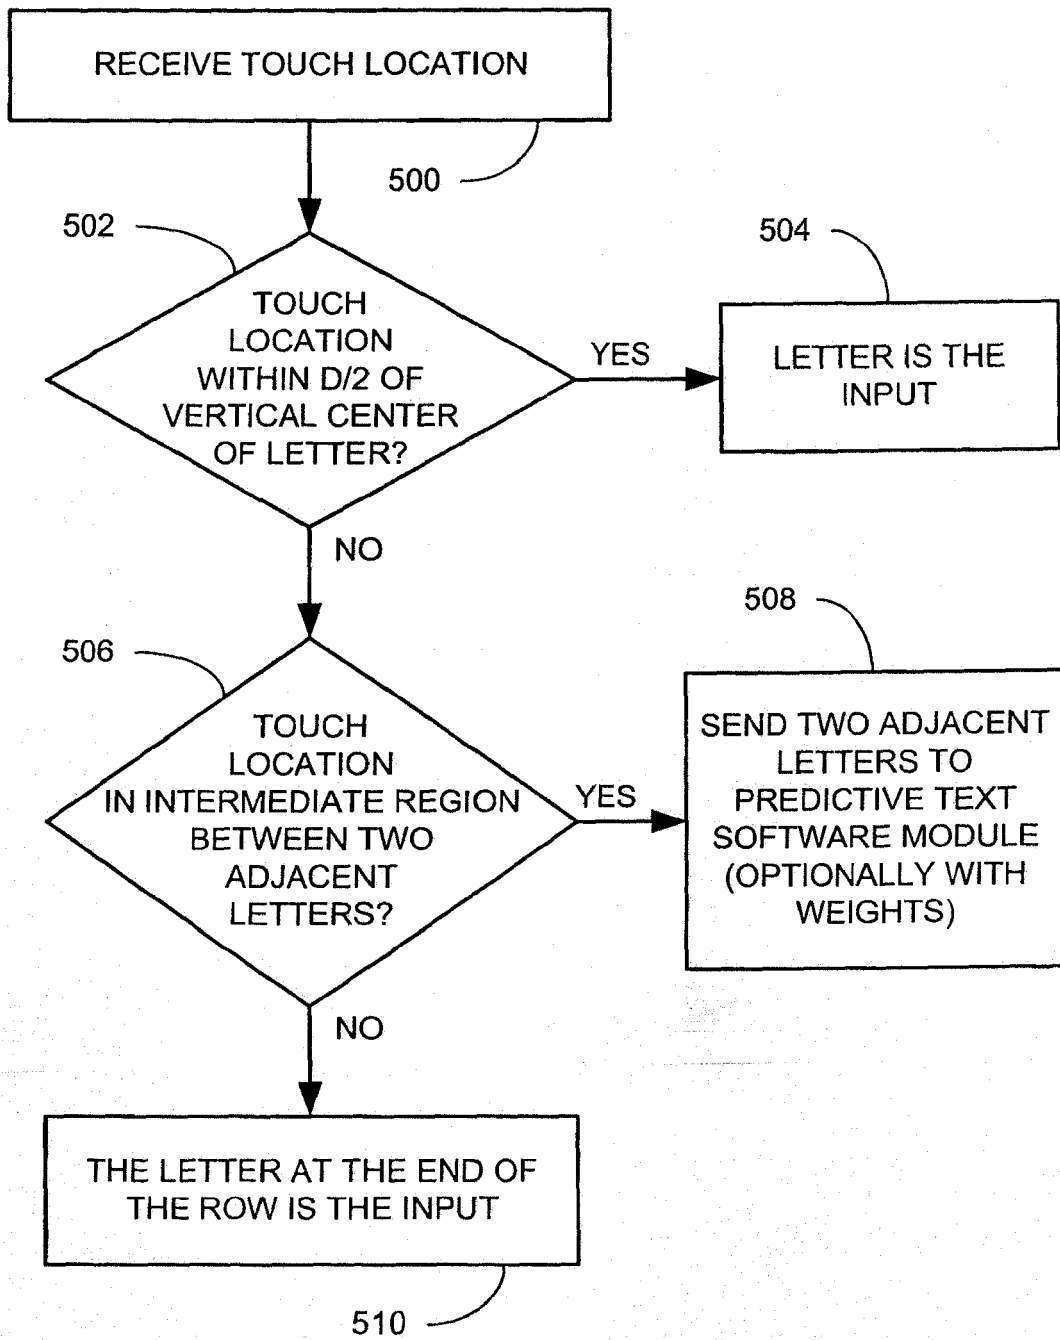 RECEIVE TOUCH LOCATION
500
502
TOUCH
LOCATION
WITHIN D/2 OF
VERTICAL CENTER
OF LETTER?
YES
504
LETTER IS THE
INPUT
NO
506
TOUCH
LOCATION
IN INTERMEDIATE REGION
BETWEEN TWO
ADJACENT
LETTERS?
YES
508
SEND TWO ADJACENT
LETTERS TO
PREDICTIVE TEXT
SOFTWARE MODULE
(OPTIONALLY WITH
WEIGHTS)
NO
THE LETTER AT THE END OF
THE ROW IS THE INPUT
510